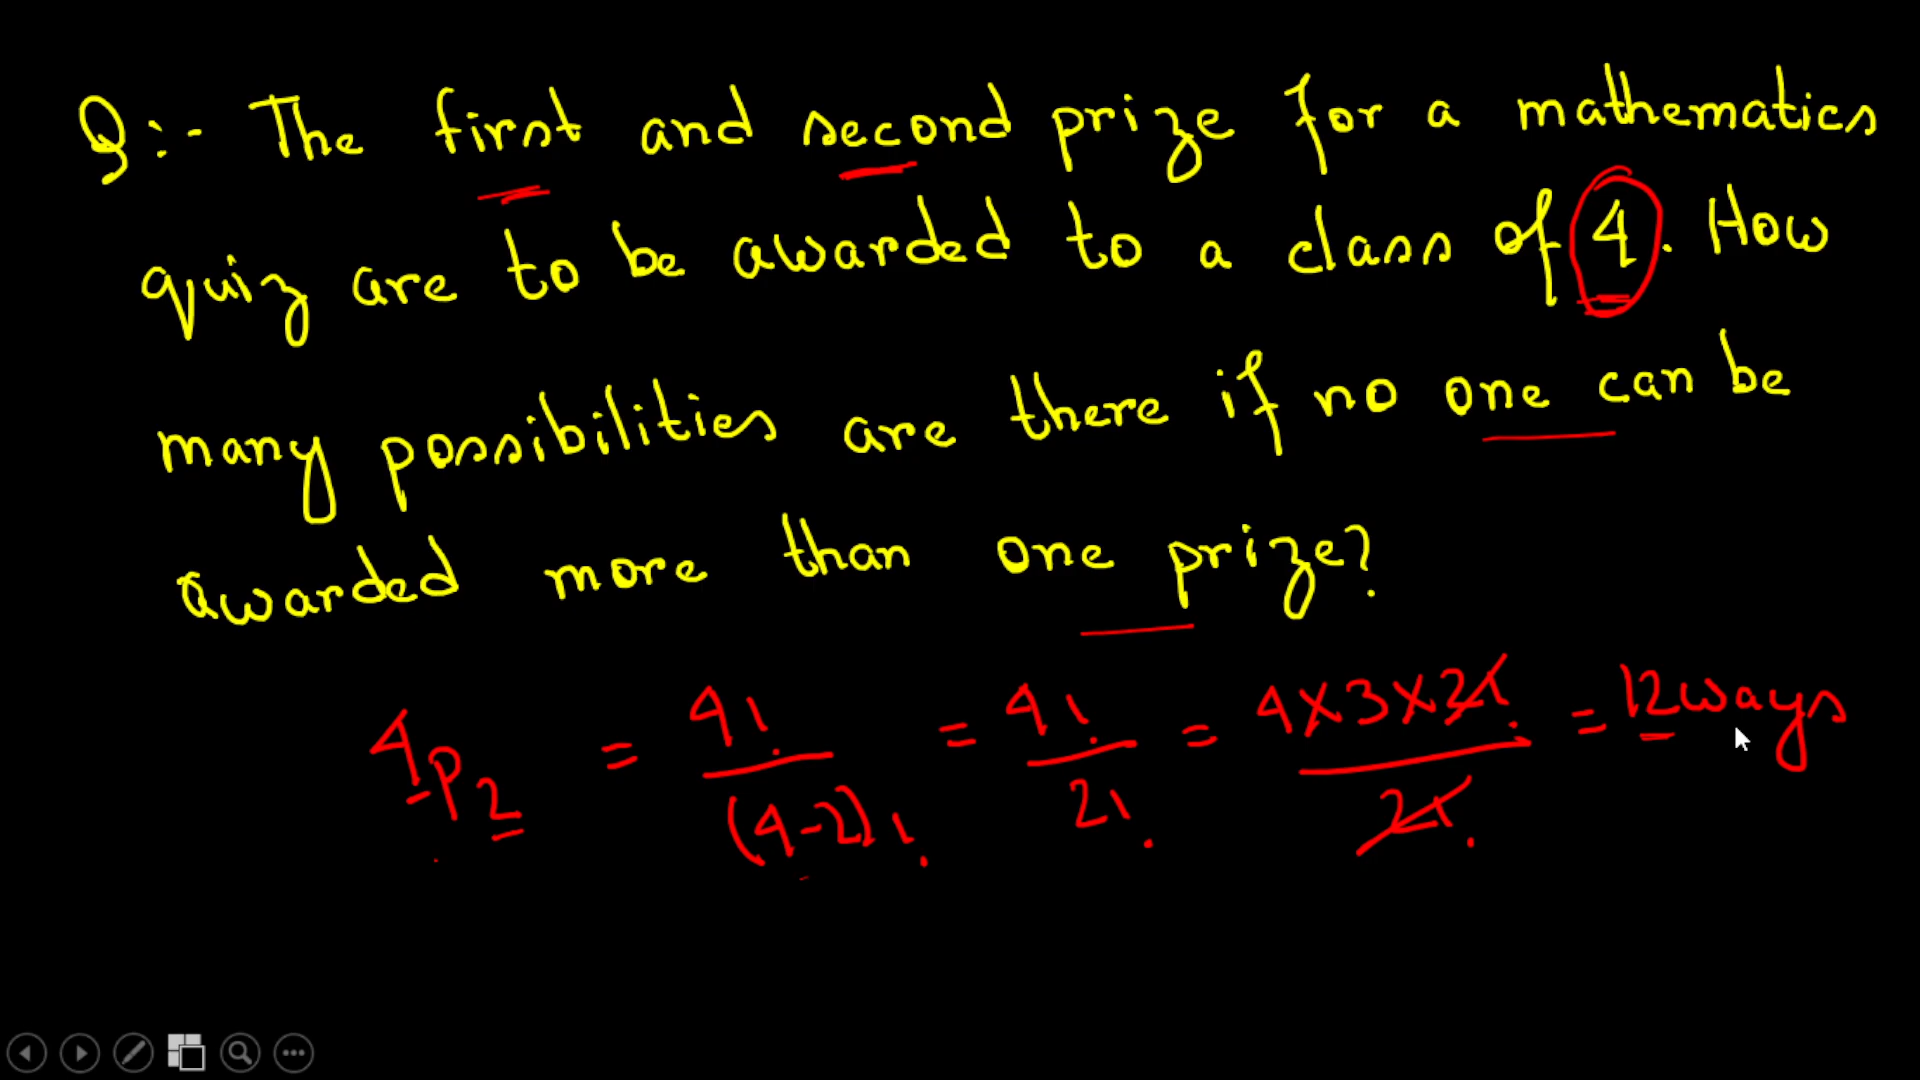 Q:- The first and second prize for a mathematics
quiz are to be awarded to a class of 4. How
many possibilities are there if no one can be
awarded more than one prize?
4P2 = 4! / (4-2)! = 4! / 2! = 4×3×2! / 2! = 12 ways